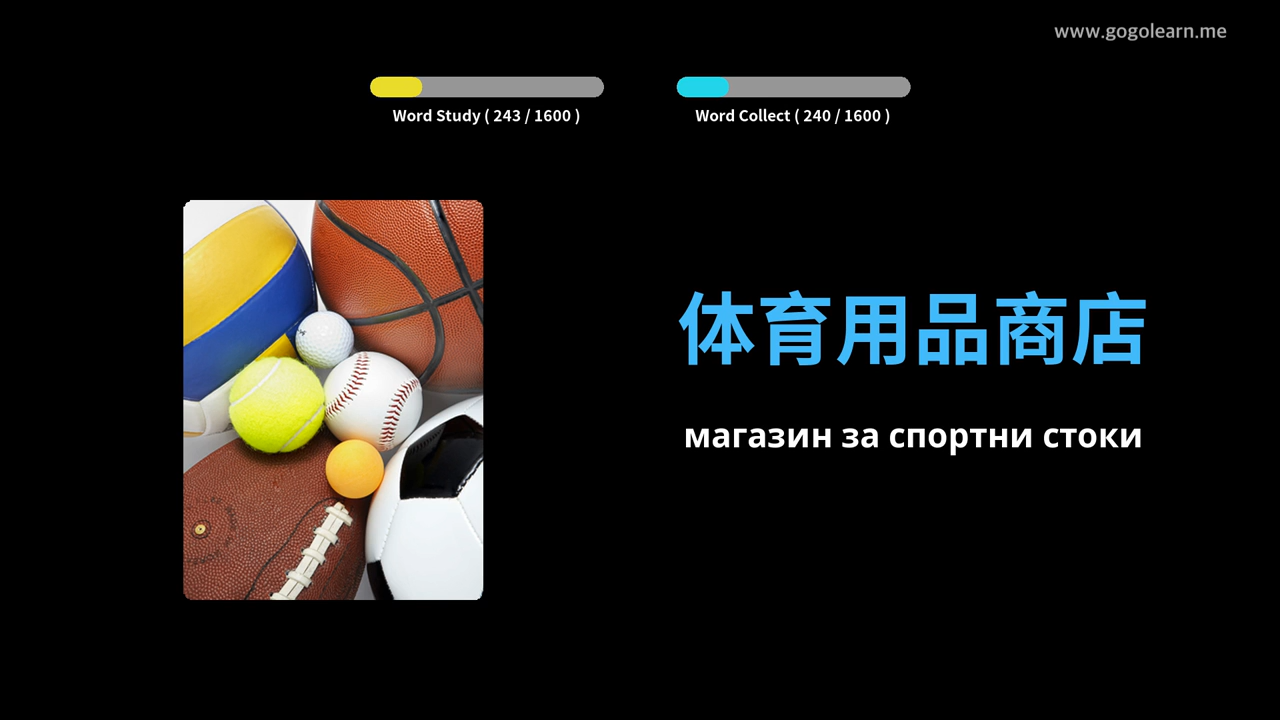 www.gogolearn.me
Word Study ( 243 / 1600 )
Word Collect ( 240 / 1600 )
体育用品商店
магазин за спортни стоки